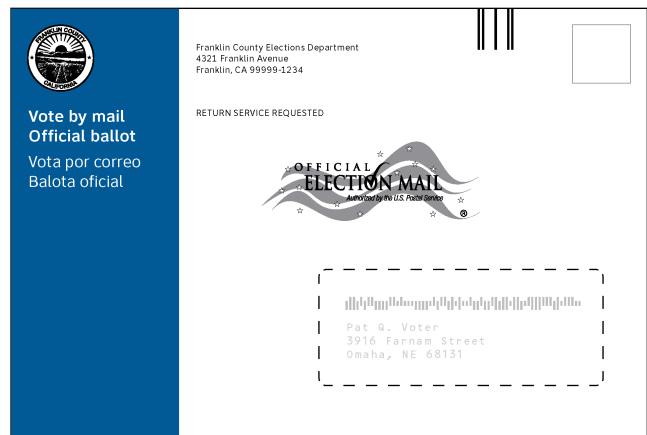 FRANKLIN COUNTY
CALIFORNIA
Vote by mail
Official ballot
Vota por correo
Balota oficial
Franklin County Elections Department
4321 Franklin Avenue
Franklin, CA 99999-1234
RETURN SERVICE REQUESTED
OFFICIAL
ELECTION MAIL
Authorized by the U.S. Postal Service
®
Pat Q. Voter
3916 Farnam Street
Omaha, NE 68131